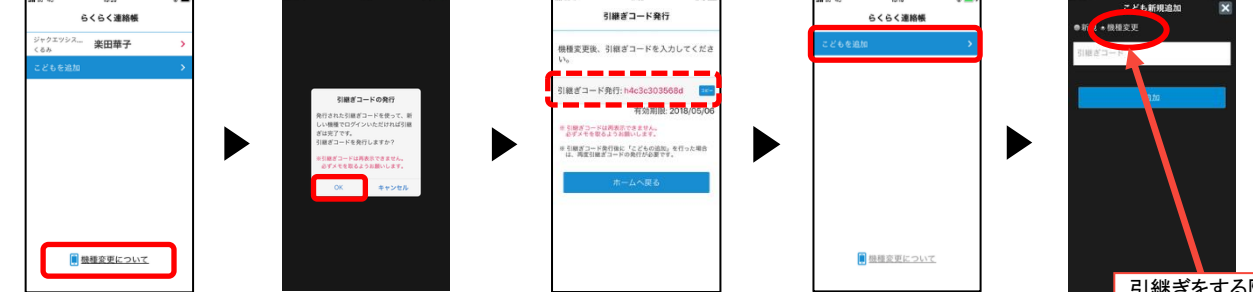 らくらく連絡帳
ジャクエツシス...
くるみ
楽田華子
こどもを追加
機種変更について
引継ぎコードの発行
発行された引継ぎコードを使って、新
しい機種でログインいただければ引継
ぎは完了です。
引継ぎコードを発行しますか？
※引継ぎコードは再表示できません。
必ずメモを取るようお願いします。
OK
キャンセル
引継ぎコード発行
機種変更後、引継ぎコードを入力してくださ
い。
引継ぎコード発行: h4c3c303568d
有効期限: 2018/05/06
※ 引継ぎコードは再表示できません。
必ずメモを取るようお願いします。
※ 引継ぎコード発行後に「こどもの追加」を行った場合
は、再度引継ぎコードの発行が必要です。
ホームへ戻る
らくらく連絡帳
こどもを追加
機種変更について
こども新規追加
機種変更
引継ぎコード
追加
引継ぎをする